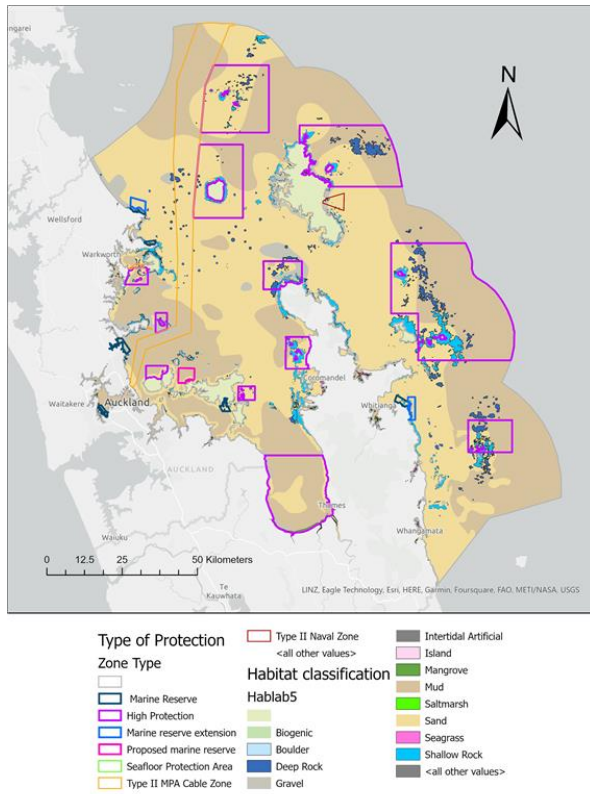 ngarei
N
Wellsford
Warkworth
Coromandel
Whitianga
Waitakere
Auckland
AUCKLAND
Thames
Waiuku
Whangamata
0 12.5 25 50 Kilometers
Te
Kauwhata
LINZ, Eagle Technology, Esri, HERE, Garmin, Foursquare, FAO, METI/NASA, USGS
Type of Protection
Zone Type
Marine Reserve
High Protection
Marine reserve extension
Proposed marine reserve
Seafloor Protection Area
Type II MPA Cable Zone
Type II Naval Zone
<all other values>
Habitat classification
Hablab5
Biogenic
Boulder
Deep Rock
Gravel
Intertidal Artificial
Island
Mangrove
Mud
Saltmarsh
Sand
Seagrass
Shallow Rock
<all other values>